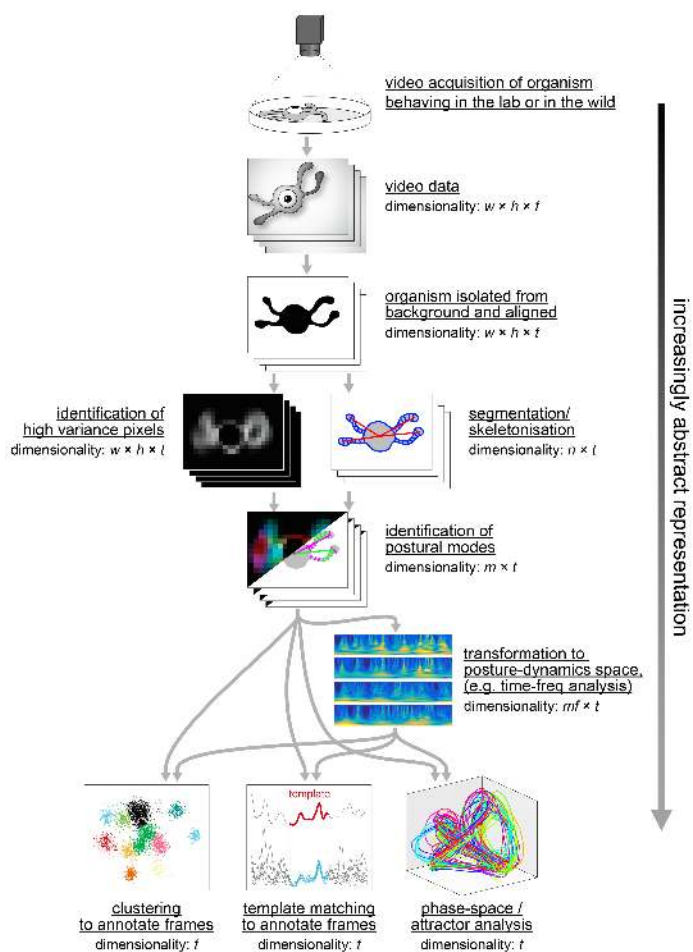 video acquisition of organism
behaving in the lab or in the wild
video data
dimensionality: w × h × t
organism isolated from
background and aligned
dimensionality: w × h × t
identification of
high variance pixels
dimensionality: w × h × t
segmentation/
skeletonisation
dimensionality: n × t
identification of
postural modes
dimensionality: m × t
transformation to
posture-dynamics space,
(e.g. time-freq analysis)
dimensionality: mf × t
template
clustering
to annotate frames
dimensionality: t
template matching
to annotate frames
dimensionality: t
phase-space /
attractor analysis
dimensionality: t
increasingly abstract representation